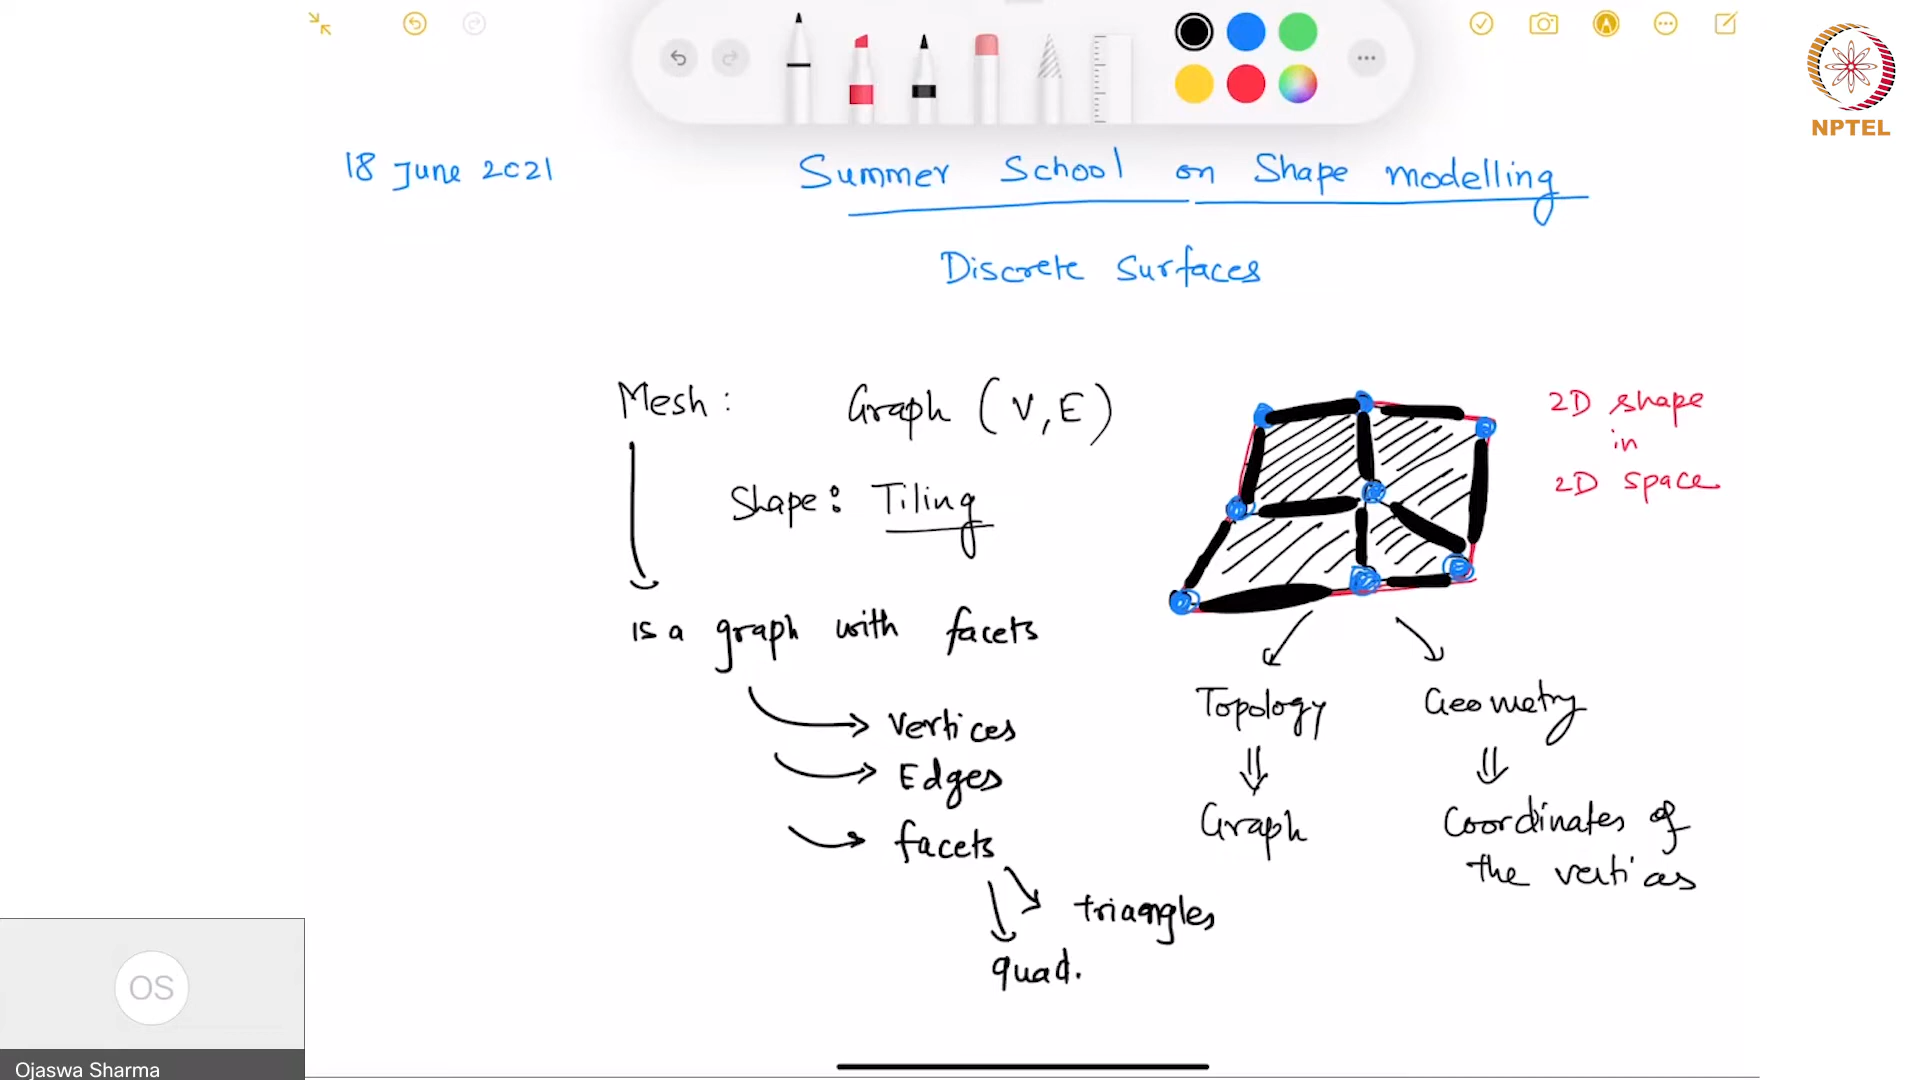 NPTEL
18 June 2021
Summer School on Shape modelling
Discrete Surfaces
Mesh: Graph (V,E)
2D shape
in
2D space
Shape: Tiling
is a graph with facets
Vertices
Edges
facets
triangles
quad.
Topology
Geometry
Graph
Coordinates of
the vertices
OS
Ojaswa Sharma